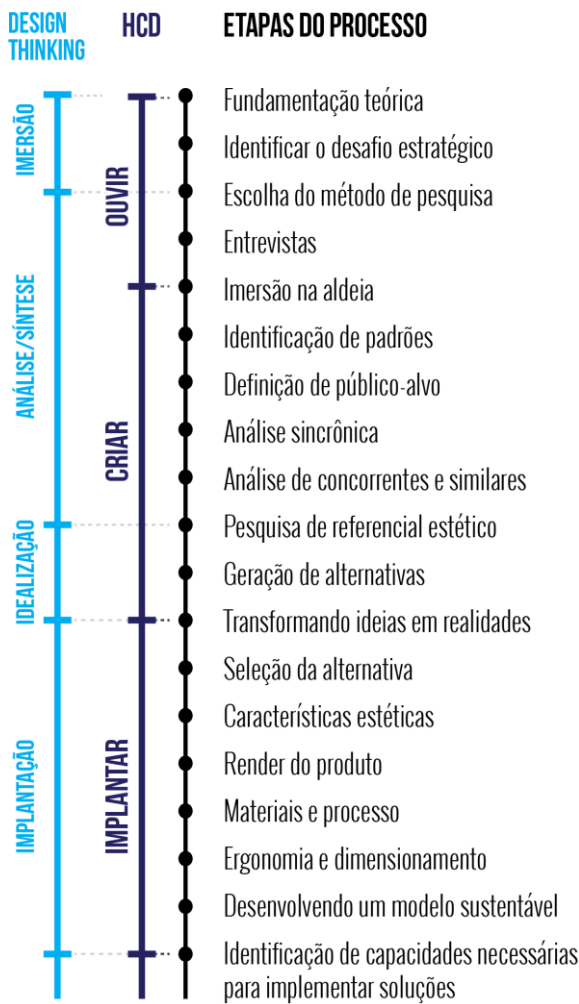 DESIGN
THINKING
HCD
ETAPAS DO PROCESSO
IMERSÃO
ANÁLISE/SÍNTESE
IDEALIZAÇÃO
IMPLANTAÇÃO
OUVIR
CRIAR
IMPLANTAR
Fundamentação teórica
Identificar o desafio estratégico
Escolha do método de pesquisa
Entrevistas
Imersão na aldeia
Identificação de padrões
Definição de público-alvo
Análise sincrônica
Análise de concorrentes e similares
Pesquisa de referencial estético
Geração de alternativas
Transformando ideias em realidades
Seleção da alternativa
Características estéticas
Render do produto
Materiais e processo
Ergonomia e dimensionamento
Desenvolvendo um modelo sustentável
Identificação de capacidades necessárias
para implementar soluções